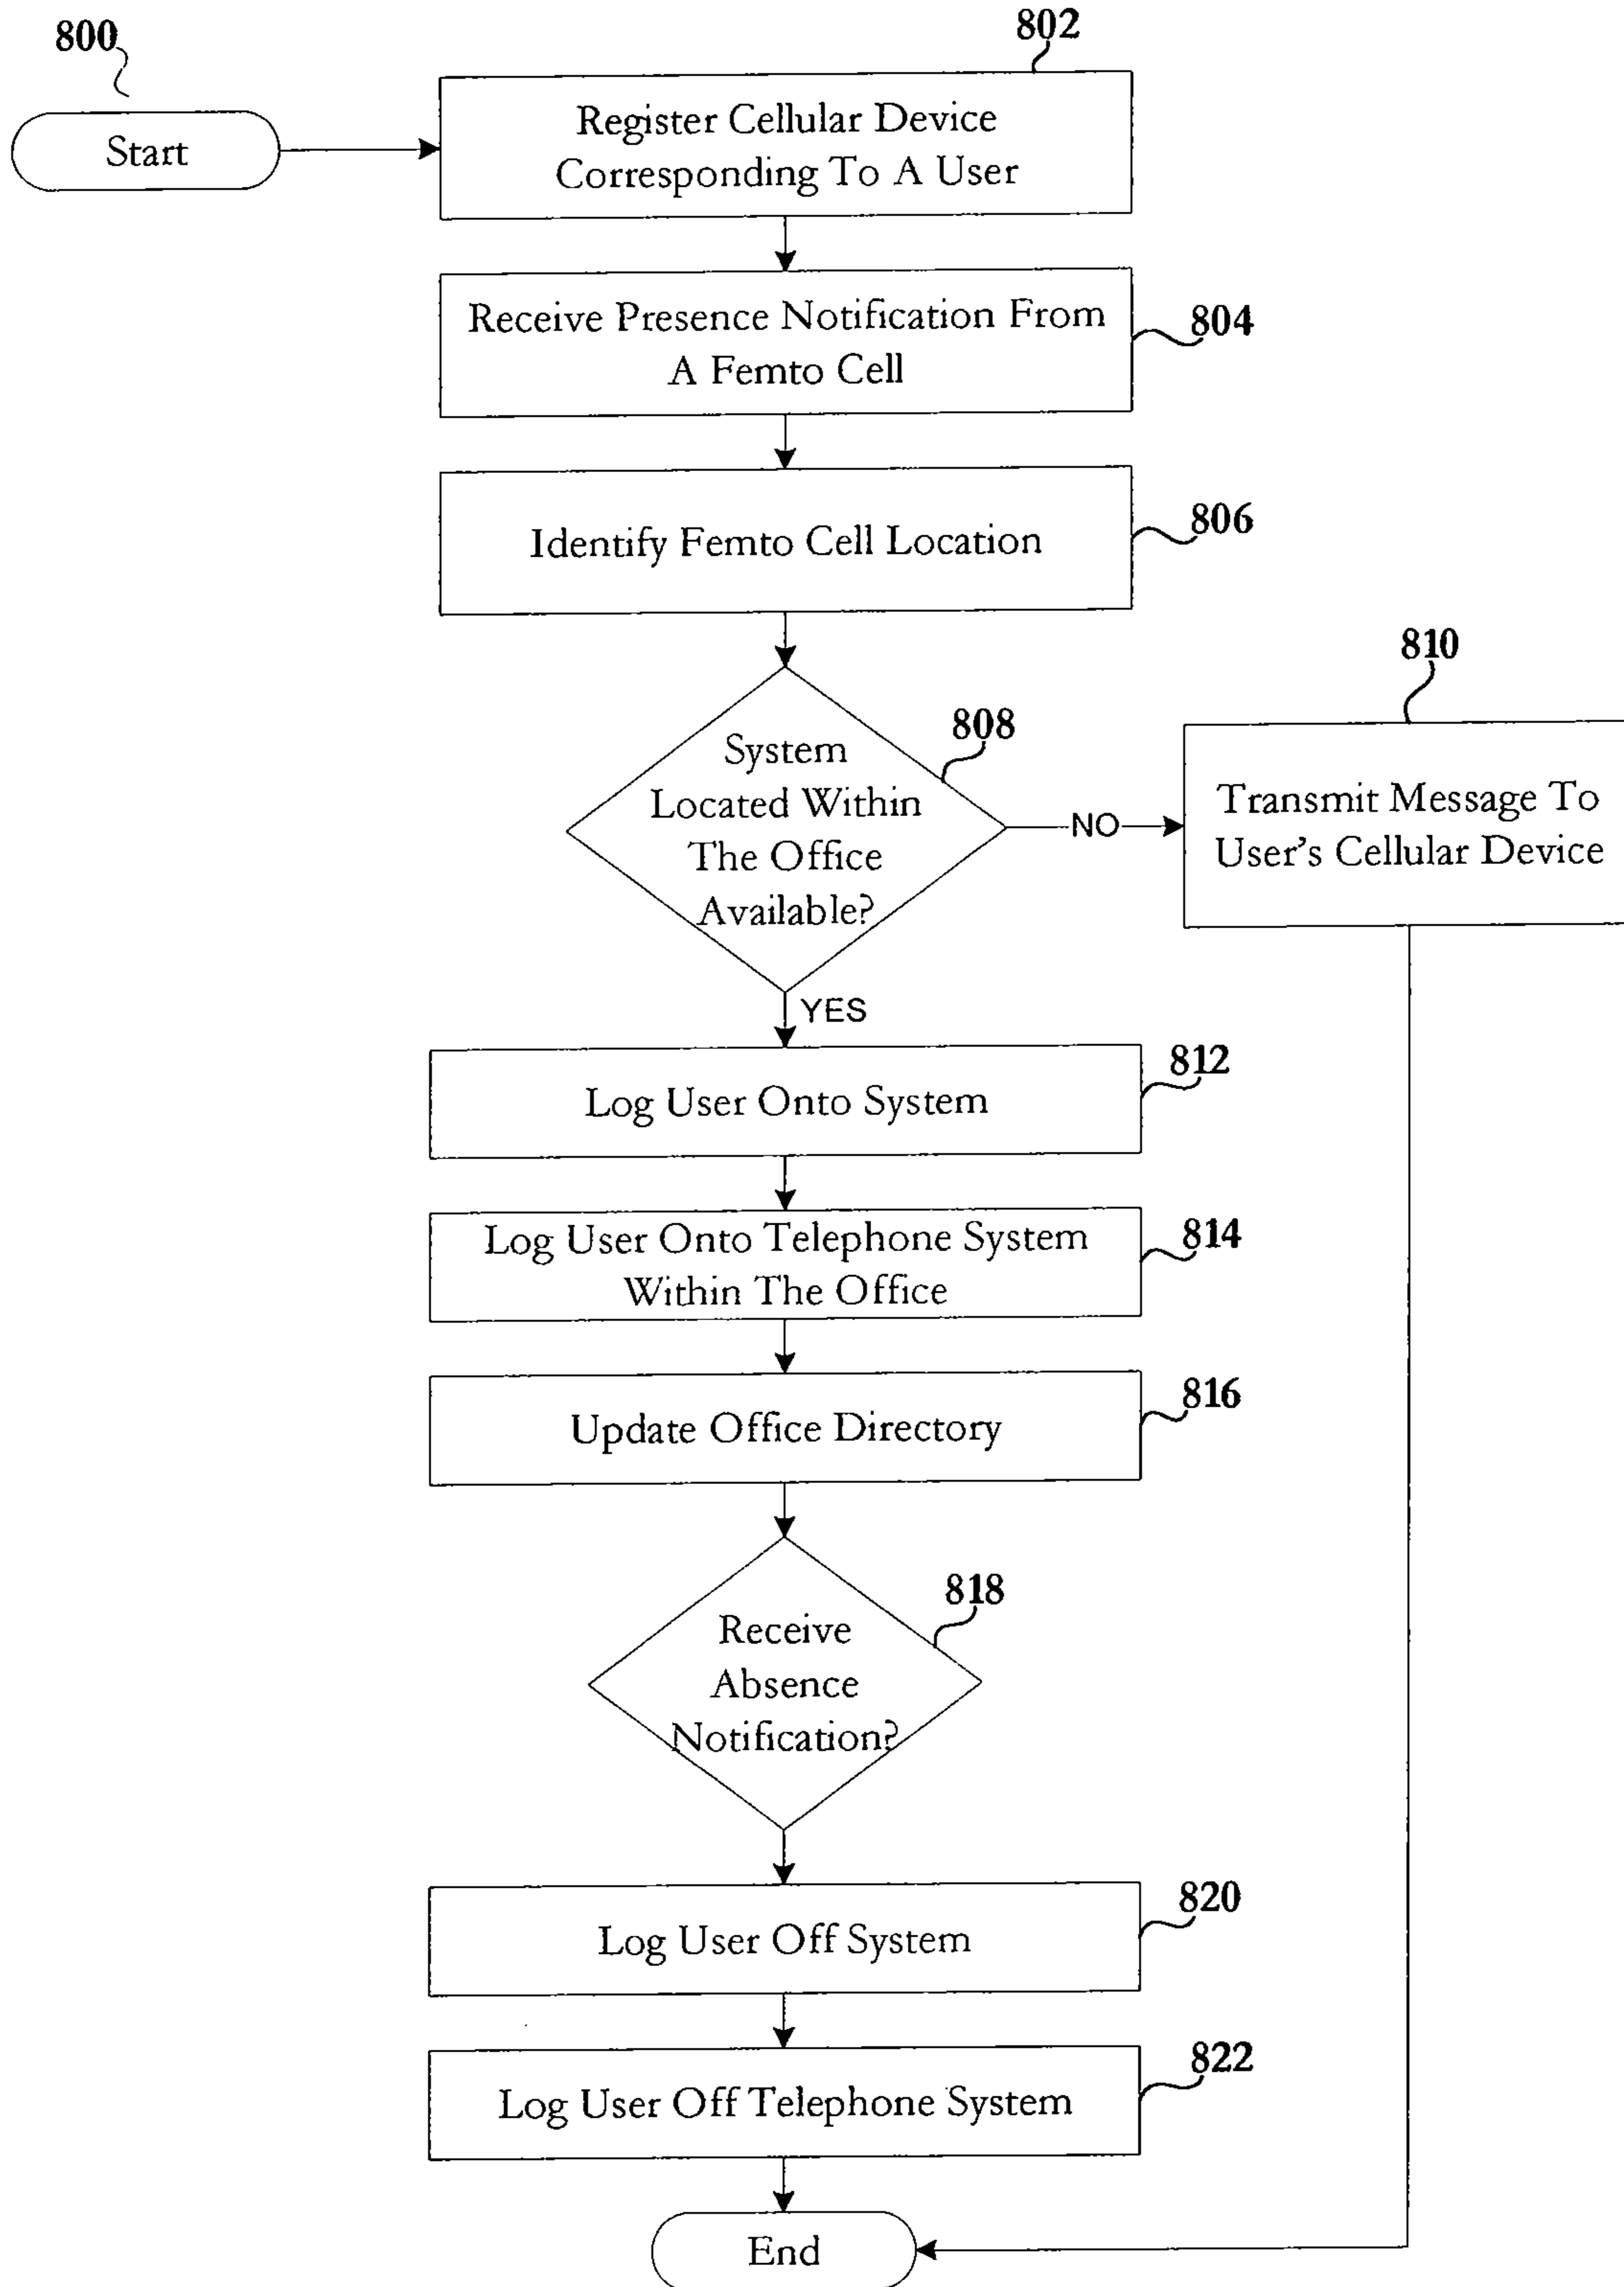 800
Start
802
Register Cellular Device
Corresponding To A User
Receive Presence Notification From
A Femto Cell
804
Identify Femto Cell Location
806
System
Located Within
The Office
Available?
808
NO
810
Transmit Message To
User's Cellular Device
YES
Log User Onto System
812
Log User Onto Telephone System
Within The Office
814
Update Office Directory
816
Receive
Absence
Notification?
818
Log User Off System
820
Log User Off Telephone System
822
End